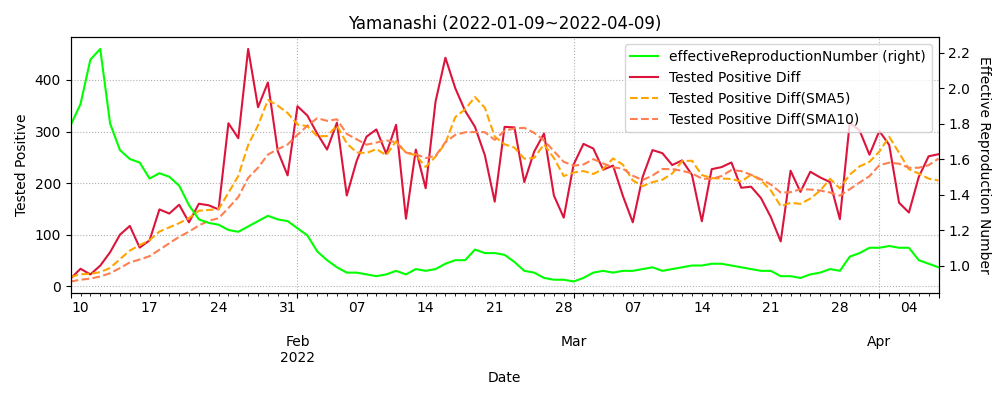 Yamanashi (2022-01-09~2022-04-09)
effectiveReproductionNumber (right)
Tested Positive Diff
Tested Positive Diff(SMA5)
Tested Positive Diff(SMA10)
Tested Positive
400
300
200
100
0
2.2
2.0
1.8
1.6
1.4
1.2
1.0
Effective Reproduction Number
10 17 24 31 07 14 21 28 07 14 21 28 04
Feb Mar Apr
2022
Date